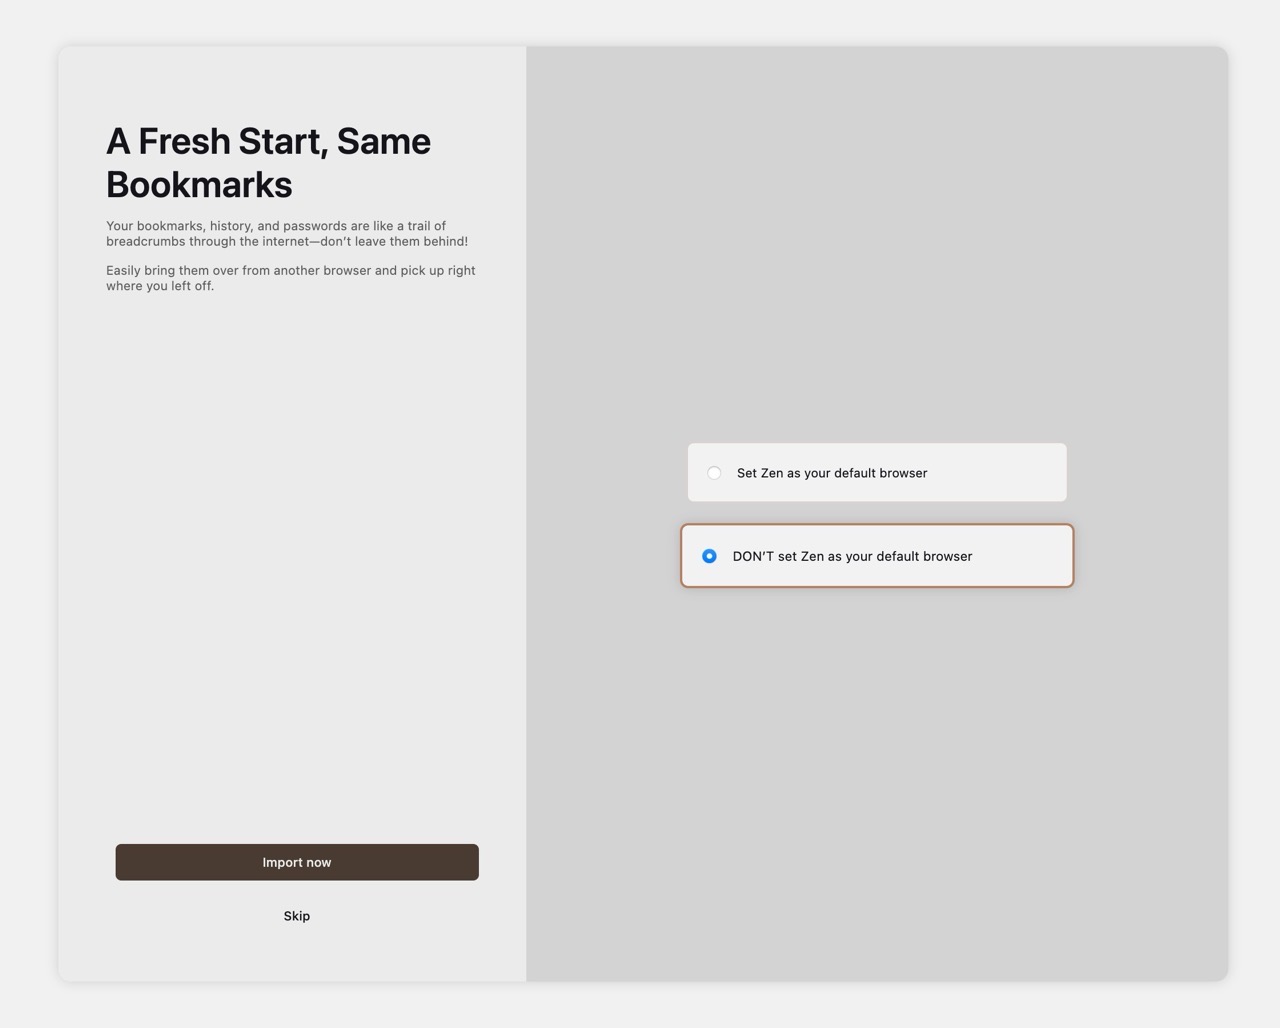 A Fresh Start, Same
Bookmarks
Your bookmarks, history, and passwords are like a trail of
breadcrumbs through the internet—don’t leave them behind!
Easily bring them over from another browser and pick up right
where you left off.
Import now
Skip
Set Zen as your default browser
DON’T set Zen as your default browser